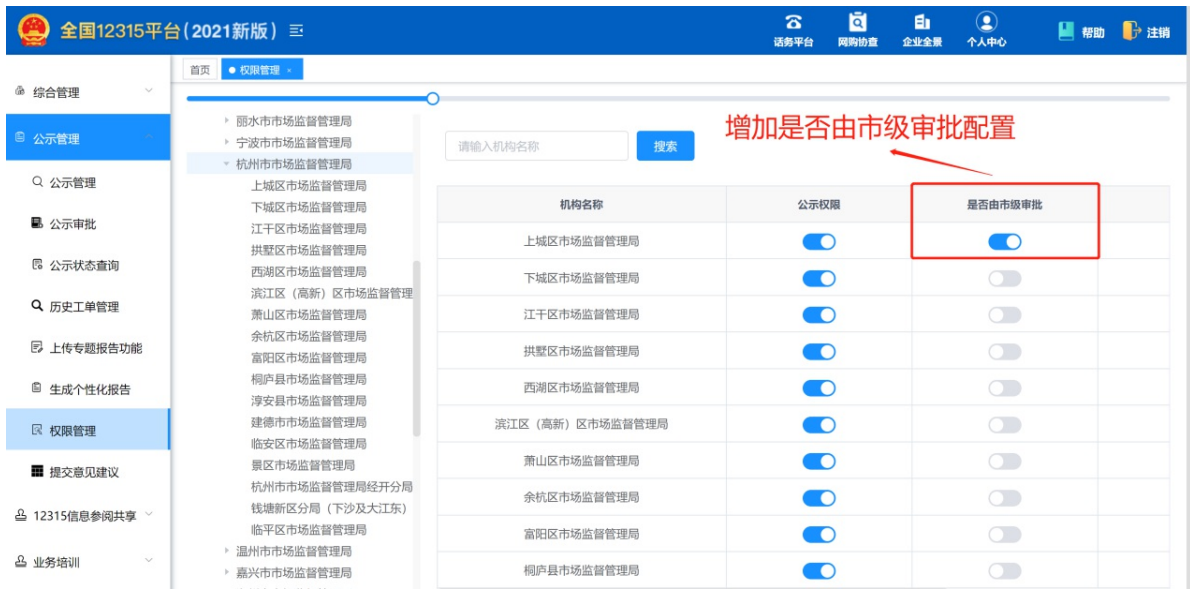 全国12315平台(2021新版)
话务平台
网购协查
企业全景
个人中心
帮助
注销
首页
权限管理 ×
综合管理
公示管理
公示管理
公示审批
公示状态查询
历史工单管理
上传专题报告功能
生成个性化报告
权限管理
提交意见建议
12315信息参阅共享
业务培训
丽水市市场监督管理局
宁波市市场监督管理局
杭州市市场监督管理局
上城区市场监督管理局
下城区市场监督管理局
江干区市场监督管理局
拱墅区市场监督管理局
西湖区市场监督管理局
滨江区（高新）区市场监督管理
萧山区市场监督管理局
余杭区市场监督管理局
富阳区市场监督管理局
桐庐县市场监督管理局
淳安县市场监督管理局
建德市市场监督管理局
临安区市场监督管理局
景区市场监督管理局
杭州市市场监督管理局经开分局
钱塘新区分局（下沙及大江东）
临平区市场监督管理局
温州市市场监督管理局
嘉兴市市场监督管理局
请输入机构名称
搜索
增加是否由市级审批配置
机构名称 公示权限 是否由市级审批
上城区市场监督管理局
下城区市场监督管理局
江干区市场监督管理局
拱墅区市场监督管理局
西湖区市场监督管理局
滨江区（高新）区市场监督管理局
萧山区市场监督管理局
余杭区市场监督管理局
富阳区市场监督管理局
桐庐县市场监督管理局